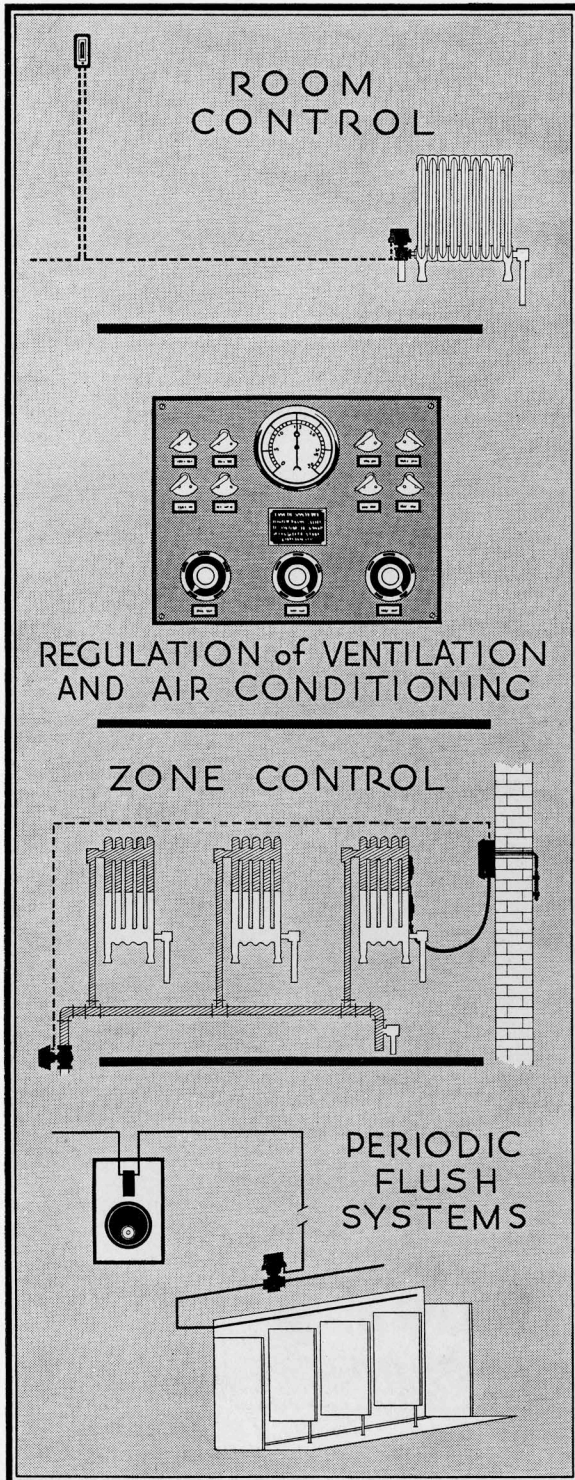 ROOM
CONTROL
REGULATION of VENTILATION
AND AIR CONDITIONING
ZONE CONTROL
PERIODIC
FLUSH
SYSTEMS